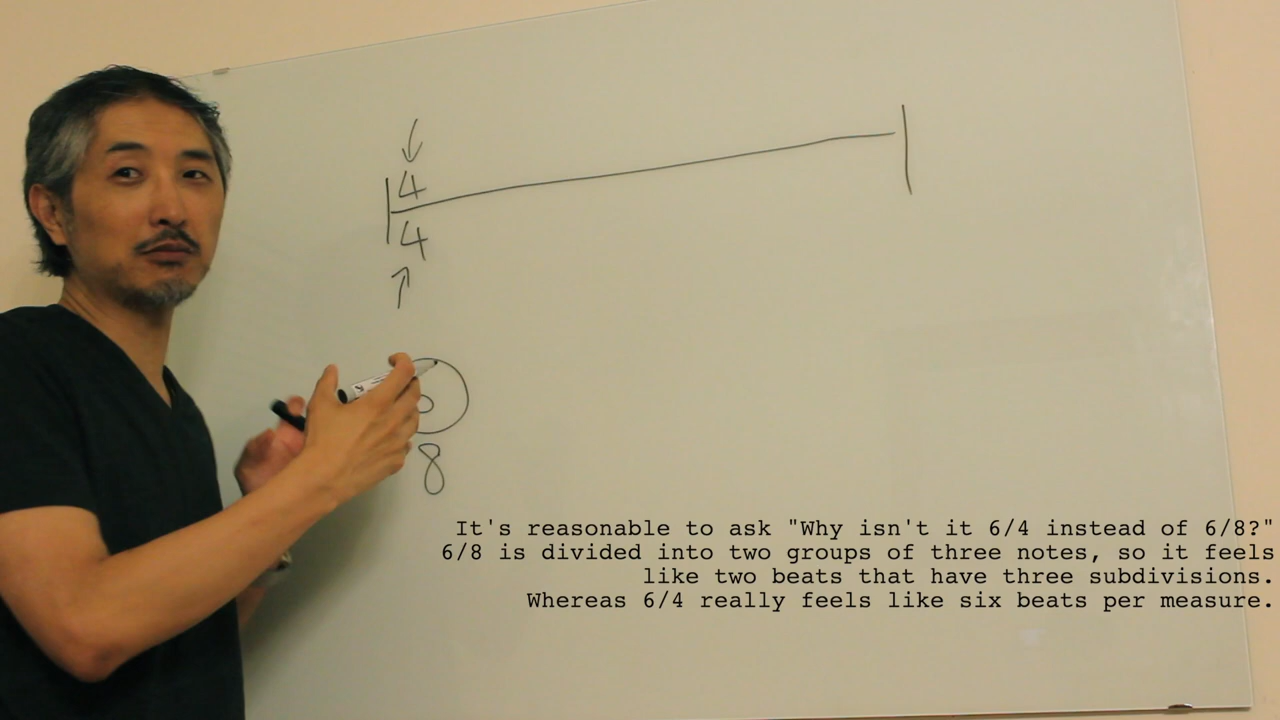 4
4
8
It's reasonable to ask "Why isn't it 6/4 instead of 6/8?"
6/8 is divided into two groups of three notes, so it feels
like two beats that have three subdivisions.
Whereas 6/4 really feels like six beats per measure.